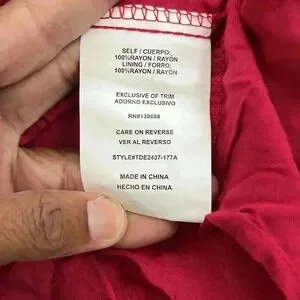 SELF / CUERPO:
100%RAYON / RAYÓN
LINING / FORRO:
100%RAYON / RAYÓN
EXCLUSIVE OF TRIM
ADORNO EXCLUSIVO
RN#139688
CARE ON REVERSE
VER AL REVERSO
STYLE#TDE2437-177A
MADE IN CHINA
HECHO EN CHINA